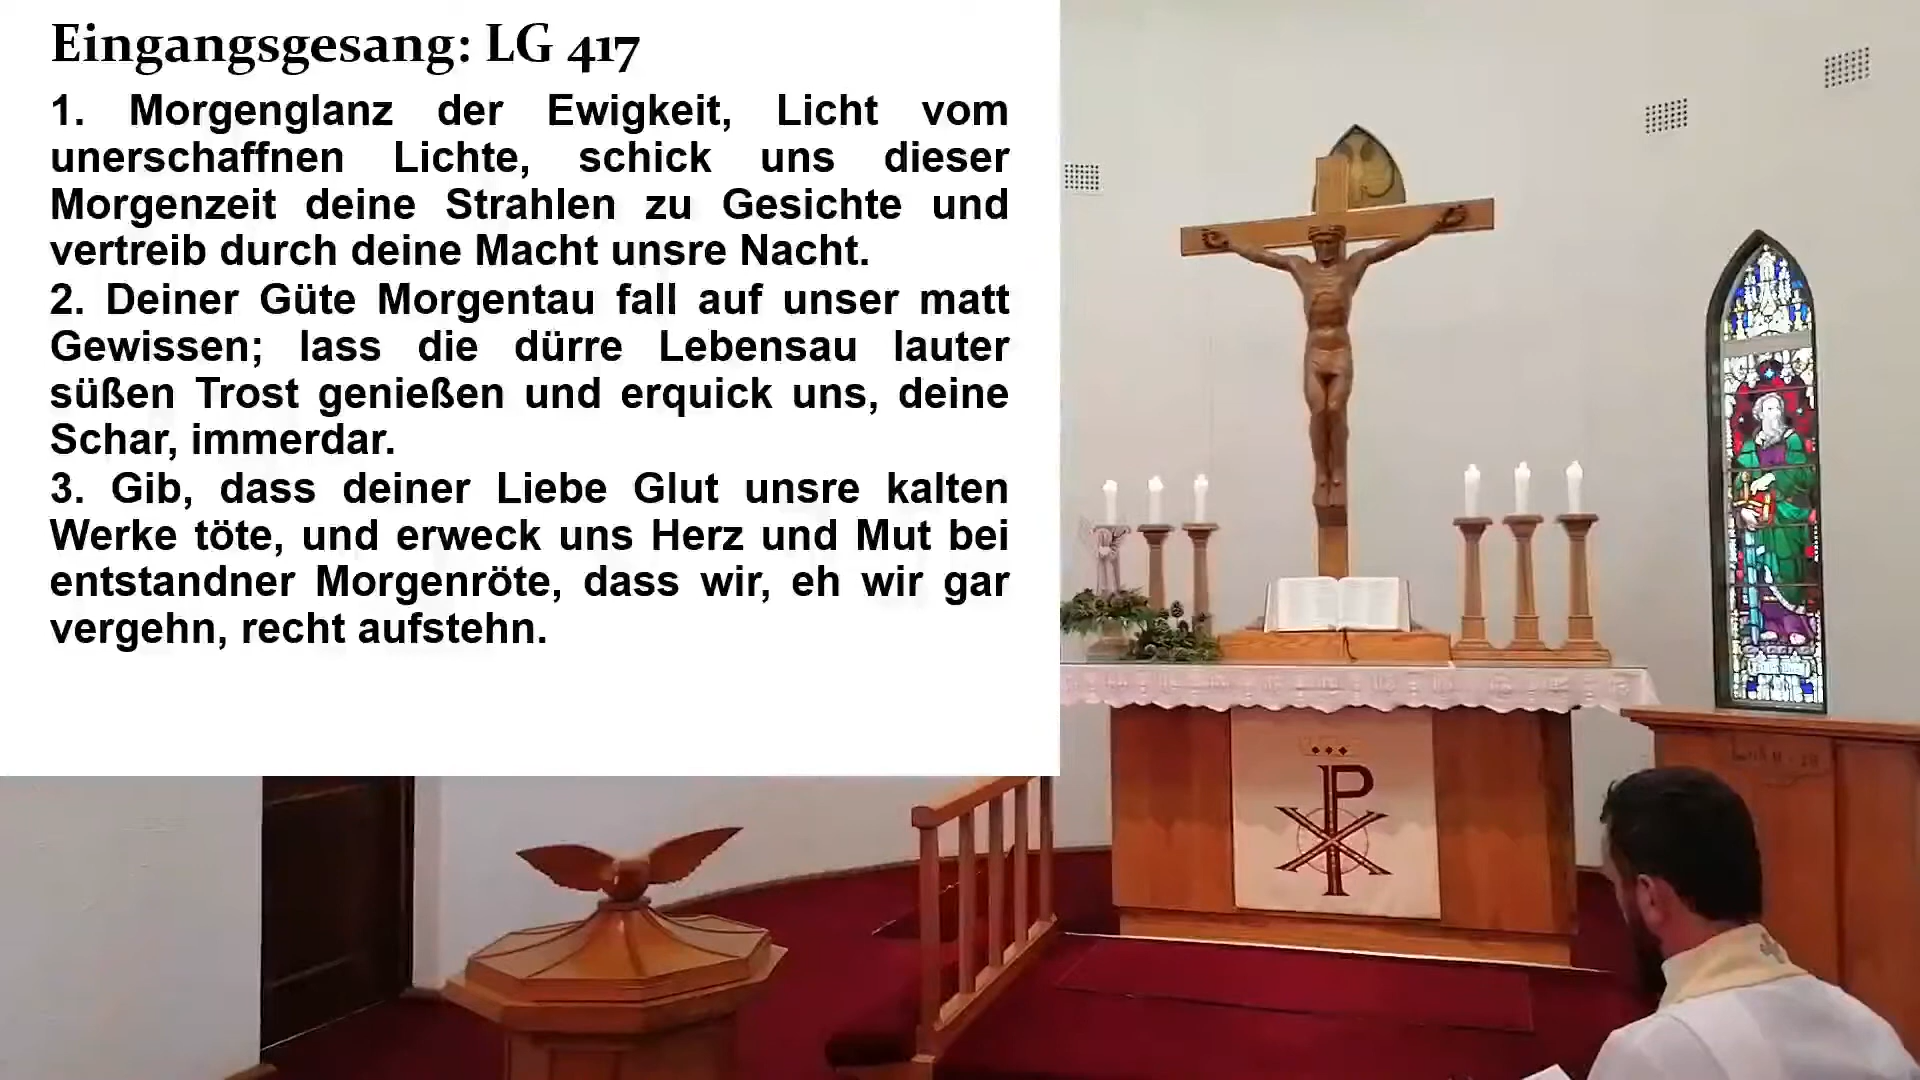 Eingangsgesang: LG 417
1. Morgenglanz der Ewigkeit, Licht vom
unerschaffnen Lichte, schick uns dieser
Morgenzeit deine Strahlen zu Gesichte und
vertreib durch deine Macht unsre Nacht.
2. Deiner Güte Morgentau fall auf unser matt
Gewissen; lass die dürre Lebensau lauter
süßen Trost genießen und erquick uns, deine
Schar, immerdar.
3. Gib, dass deiner Liebe Glut unsre kalten
Werke töte, und erweck uns Herz und Mut bei
entstandner Morgenröte, dass wir, eh wir gar
vergehn, recht aufstehn.